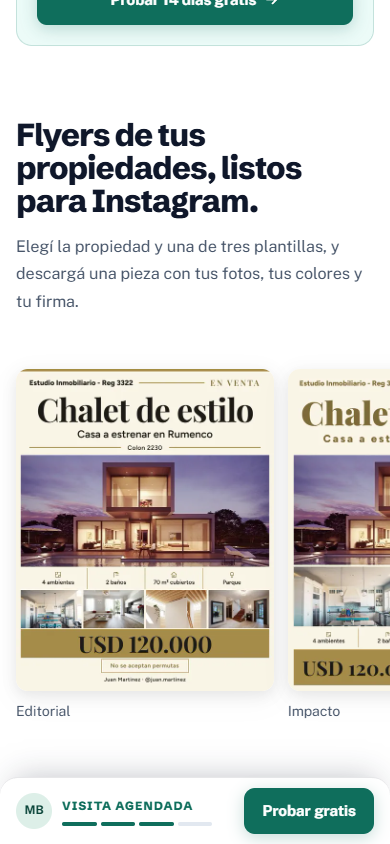 Probar 14 días gratis →
Flyers de tus
propiedades, listos
para Instagram.
Elegí la propiedad y una de tres plantillas, y
descargá una pieza con tus fotos, tus colores y
tu firma.
Estudio Inmobiliario - Reg 3322
EN VENTA
Chalet de estilo
Casa a estrenar en Rumenco
Colon 2230
4 ambientes
2 baños
70 m² cubiertos
Parque
USD 120.000
No se aceptan permutas
Juan Martinez · @juan.martinez
Editorial
Estudio Inmobiliario - Reg 3
Chale
Casa a est
4 ambientes
2 ba
USD 120.0
Impacto
MB
VISITA AGENDADA
Probar gratis